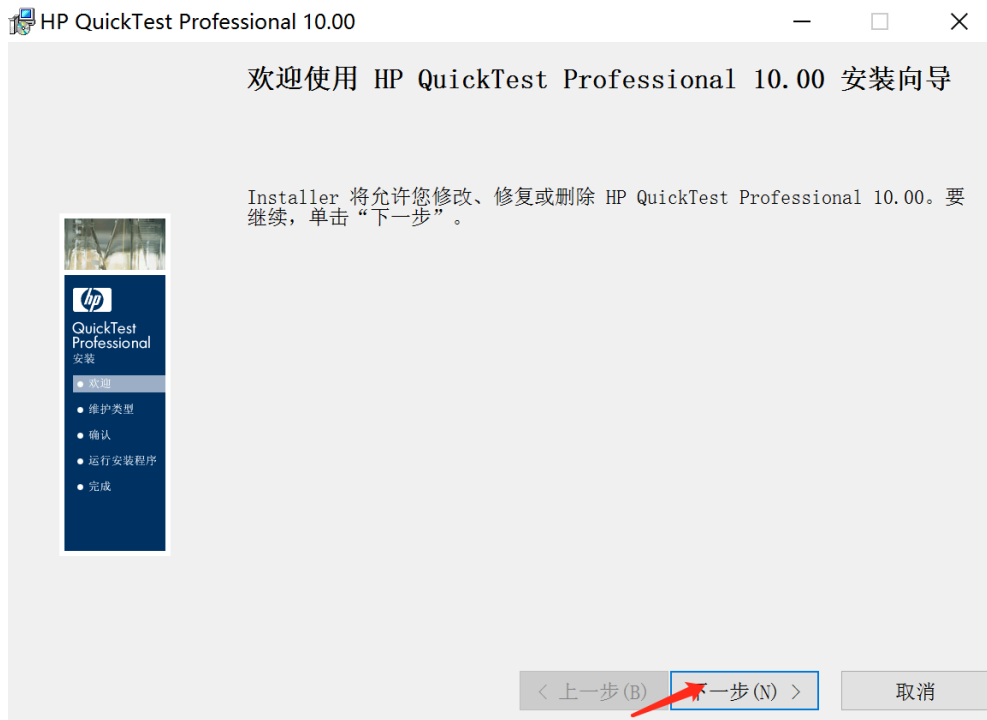 HP QuickTest Professional 10.00
欢迎使用 HP QuickTest Professional 10.00 安装向导
Installer 将允许您修改、修复或删除 HP QuickTest Professional 10.00。要
继续，单击“下一步”。
hp
QuickTest
Professional
安装
欢迎
维护类型
确认
运行安装程序
完成
< 上一步(B)
下一步(N) >
取消